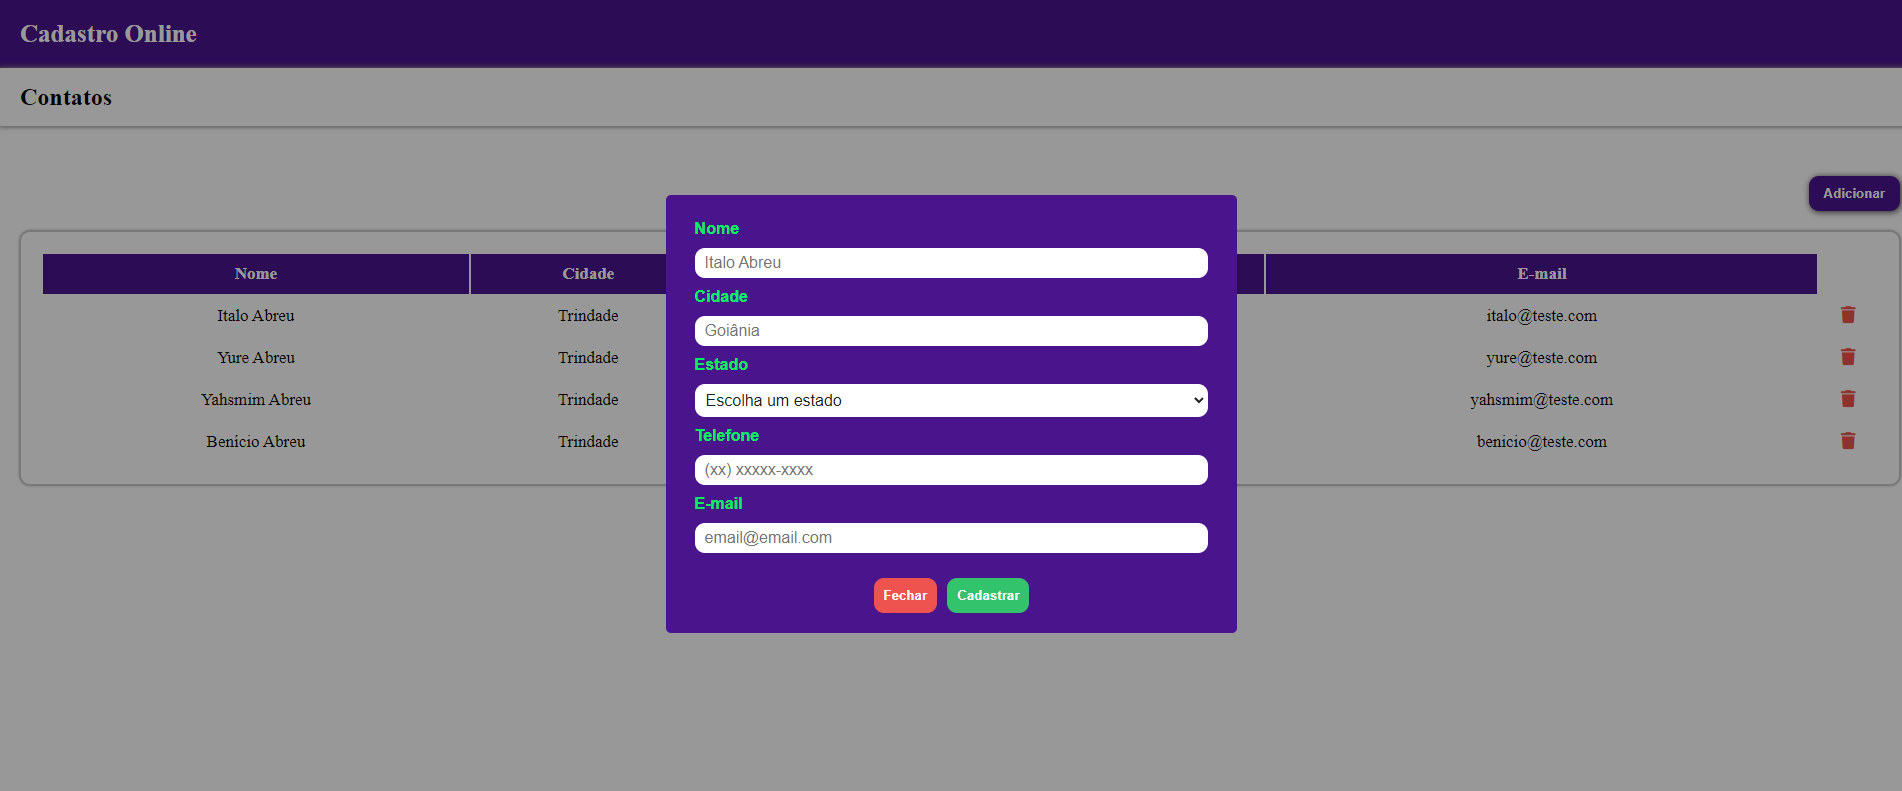 Cadastro Online
Contatos
Adicionar
Nome Cidade E-mail
Italo Abreu Trindade italo@teste.com
Yure Abreu Trindade yure@teste.com
Yahsmim Abreu Trindade yahsmim@teste.com
Benício Abreu Trindade benicio@teste.com
Nome
Italo Abreu
Cidade
Goiânia
Estado
Escolha um estado
Telefone
(xx) xxxxx-xxxx
E-mail
email@email.com
Fechar Cadastrar